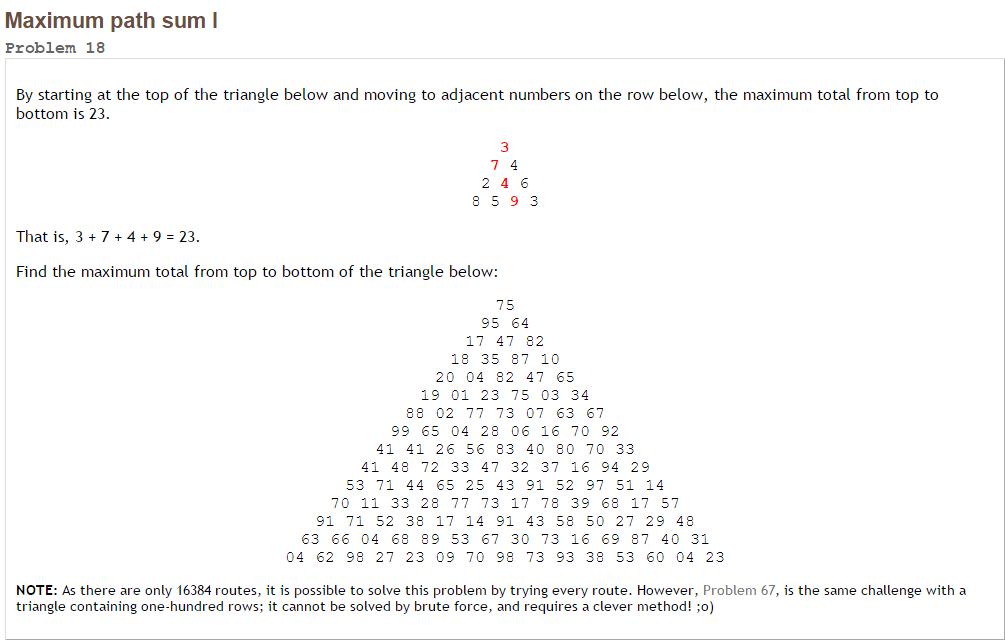 Maximum path sum I
Problem 18
By starting at the top of the triangle below and moving to adjacent numbers on the row below, the maximum total from top to
bottom is 23.
3
7 4
2 4 6
8 5 9 3
That is, 3 + 7 + 4 + 9 = 23.
Find the maximum total from top to bottom of the triangle below:
75
95 64
17 47 82
18 35 87 10
20 04 82 47 65
19 01 23 75 03 34
88 02 77 73 07 63 67
99 65 04 28 06 16 70 92
41 41 26 56 83 40 80 70 33
41 48 72 33 47 32 37 16 94 29
53 71 44 65 25 43 91 52 97 51 14
70 11 33 28 77 73 17 78 39 68 17 57
91 71 52 38 17 14 91 43 58 50 27 29 48
63 66 04 68 89 53 67 30 73 16 69 87 40 31
04 62 98 27 23 09 70 98 73 93 38 53 60 04 23
NOTE: As there are only 16384 routes, it is possible to solve this problem by trying every route. However, Problem 67, is the same challenge with a
triangle containing one-hundred rows; it cannot be solved by brute force, and requires a clever method! ;o)